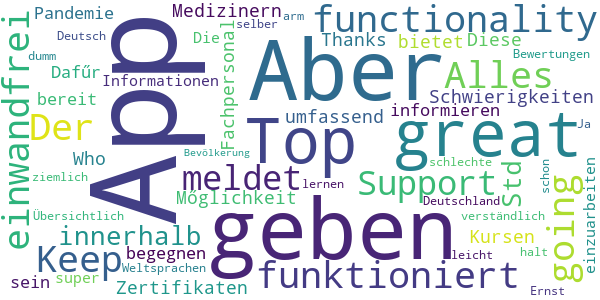 Pandemie
Medizinern
arm
functionality
Deutsch
Die
selber
Thanks
bietet
Diese
Bewertungen
dumm
Dafűr
Informationen
Fachpersonal
Aber
Alles
einwandfrei
App
bereit
Schwierigkeiten
Der
umfassend
informieren
great
Ja
Who
Bevölkerung
Top
schlechte
meldet
Support
Std
going
schon
einzuarbeiten
ziemlich
Möglichkeit
lernen
Deutschland
Übersichtlich
geben
verständlich
innerhalb
Kursen
Keep
begegnen
leicht
halt
Weltsprachen
funktioniert
sein
super
Zertifikaten
Ernst